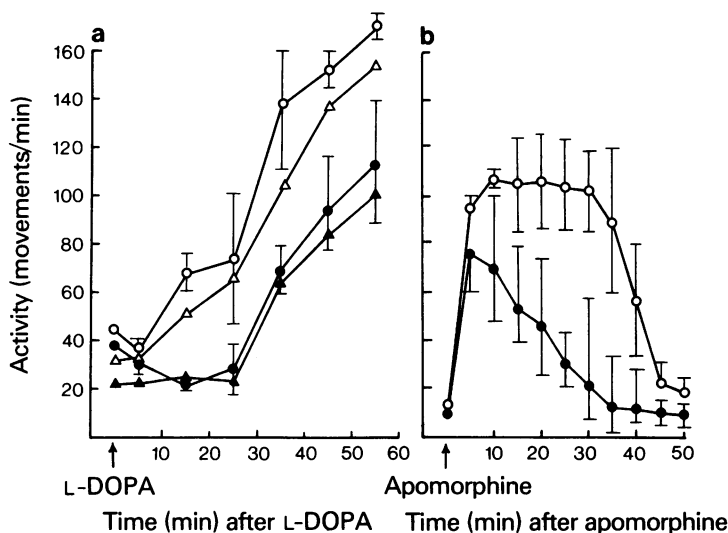 a
b
Activity (movements/min)
160
140
120
100
80
60
40
20
10 20 30 40 50 60
10 20 30 40 50
L-DOPA
Apomorphine
Time (min) after L-DOPA
Time (min) after apomorphine